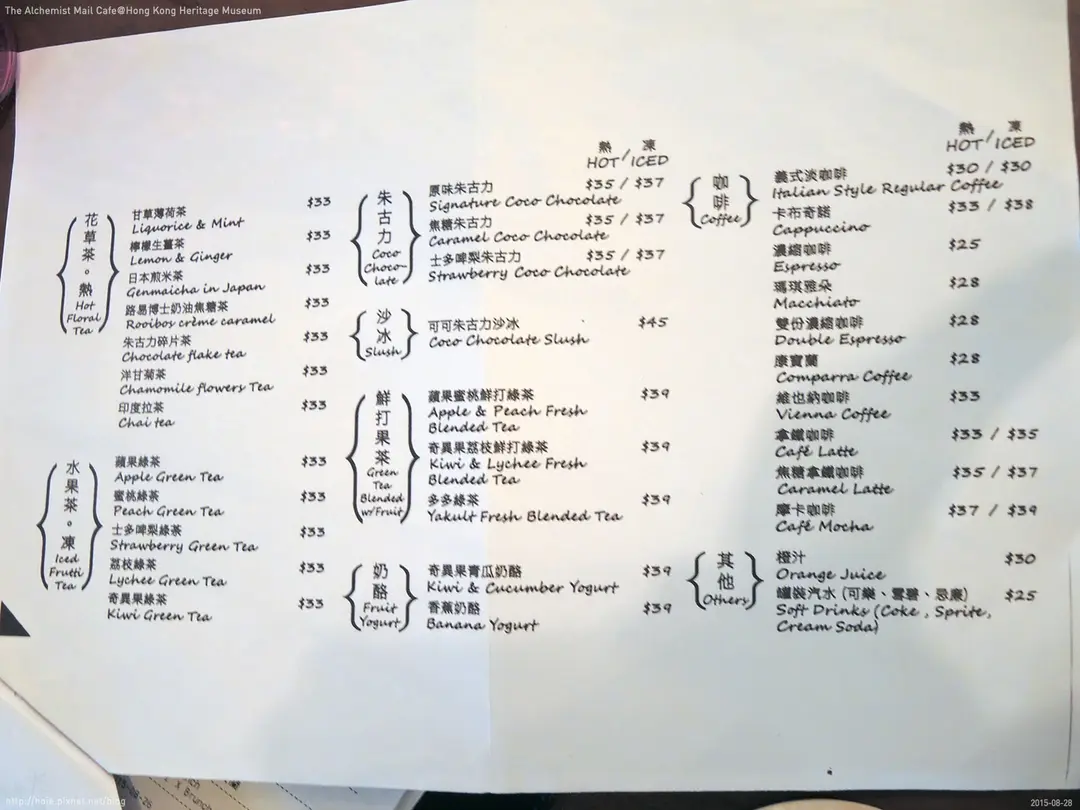 The Alchemist Mail Cafe@Hong Kong Heritage Museum
花草茶。熱
Hot
Floral
Tea
甘草薄荷茶 $33
Liquorice & Mint
檸檬生薑茶 $33
Lemon & Ginger
日本煎米茶 $33
Genmaicha in Japan
路易博士奶油焦糖茶 $33
Rooibos crème caramel
朱古力碎片茶 $33
Chocolate flake tea
洋甘菊茶 $33
Chamomile flowers Tea
印度拉茶 $33
Chai tea
水果茶。凍
Iced
Frutti
Tea
蘋果綠茶 $33
Apple Green Tea
蜜桃綠茶 $33
Peach Green Tea
士多啤梨綠茶 $33
Strawberry Green Tea
荔枝綠茶 $33
Lychee Green Tea
奇異果綠茶 $33
Kiwi Green Tea
熱 / 凍
HOT / ICED
朱古力
Coco
Choco-
late
原味朱古力 $35 / $37
Signature Coco Chocolate
焦糖朱古力 $35 / $37
Caramel Coco Chocolate
士多啤梨朱古力 $35 / $37
Strawberry Coco Chocolate
沙冰
Slush
可可朱古力沙冰 $45
Coco Chocolate Slush
鮮打果茶
Green
Tea
Blended
w/Fruit
蘋果蜜桃鮮打綠茶 $39
Apple & Peach Fresh
Blended Tea
奇異果荔枝鮮打綠茶 $39
Kiwi & Lychee Fresh
Blended Tea
多多綠茶 $39
Yakult Fresh Blended Tea
奶酪
Fruit
Yogurt
奇異果青瓜奶酪 $39
Kiwi & Cucumber Yogurt
香蕉奶酪 $39
Banana Yogurt
熱 / 凍
HOT / ICED
咖啡
Coffee
義式淡咖啡 $30 / $30
Italian Style Regular Coffee
卡布奇諾 $33 / $38
Cappuccino
濃縮咖啡 $25
Espresso
瑪琪雅朵 $28
Macchiato
雙份濃縮咖啡 $28
Double Espresso
康寶蘭 $28
Comparra Coffee
維也納咖啡 $33
Vienna Coffee
拿鐵咖啡 $33 / $35
Café Latte
焦糖拿鐵咖啡 $35 / $37
Caramel Latte
摩卡咖啡 $37 / $39
Café Mocha
其他
Others
橙汁 $30
Orange Juice
罐裝汽水 (可樂、雪碧、忌廉) $25
Soft Drinks (Coke , Sprite,
Cream Soda)
x Brunch
2015-08-28